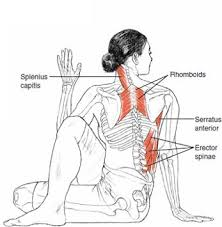 Splenius
capitis
Rhomboids
Serratus
anterior
Erector
spinae